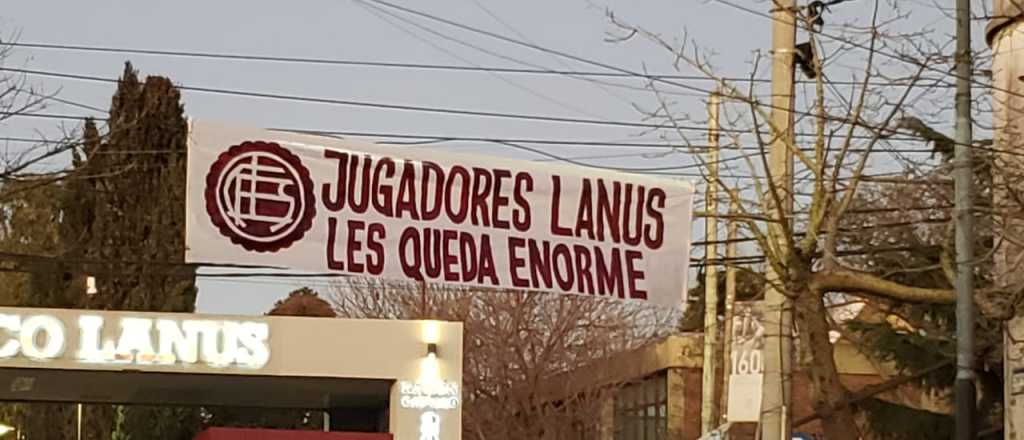 JUGADORES LANUS
LES QUEDA ENORME
CO LANUS
160